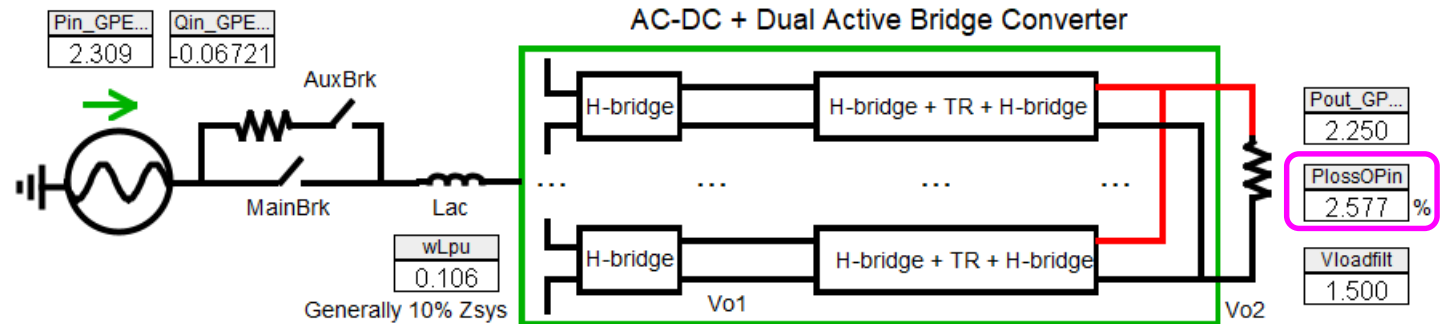 AC-DC + Dual Active Bridge Converter
Pin_GPE... Qin_GPE...
2.309 -0.06721
AuxBrk
MainBrk
Lac
wLpu
0.106
Generally 10% Zsys
H-bridge
H-bridge + TR + H-bridge
... ... ... ...
H-bridge
H-bridge + TR + H-bridge
Vo1
Vo2
Pout_GP...
2.250
PlossOPin
2.577 %
Vloadfilt
1.500